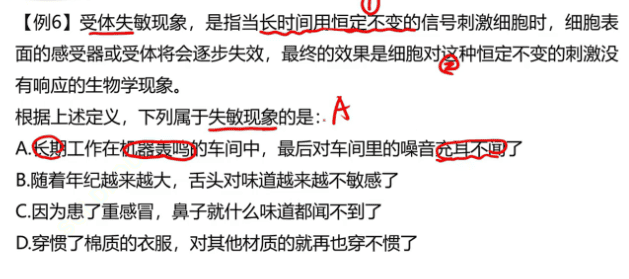 ①
【例6】受体失敏现象，是指当长时间用恒定不变的信号刺激细胞时，细胞表
面的感受器或受体将会逐步失效，最终的效果是细胞对这种恒定不变的刺激没
②
有响应的生物学现象。
根据上述定义，下列属于失敏现象的是：A
A.长期工作在机器轰鸣的车间中，最后对车间里的噪音充耳不闻了
B.随着年纪越来越大，舌头对味道越来越不敏感了
C.因为患了重感冒，鼻子就什么味道都闻不到了
D.穿惯了棉质的衣服，对其他材质的就再也穿不惯了